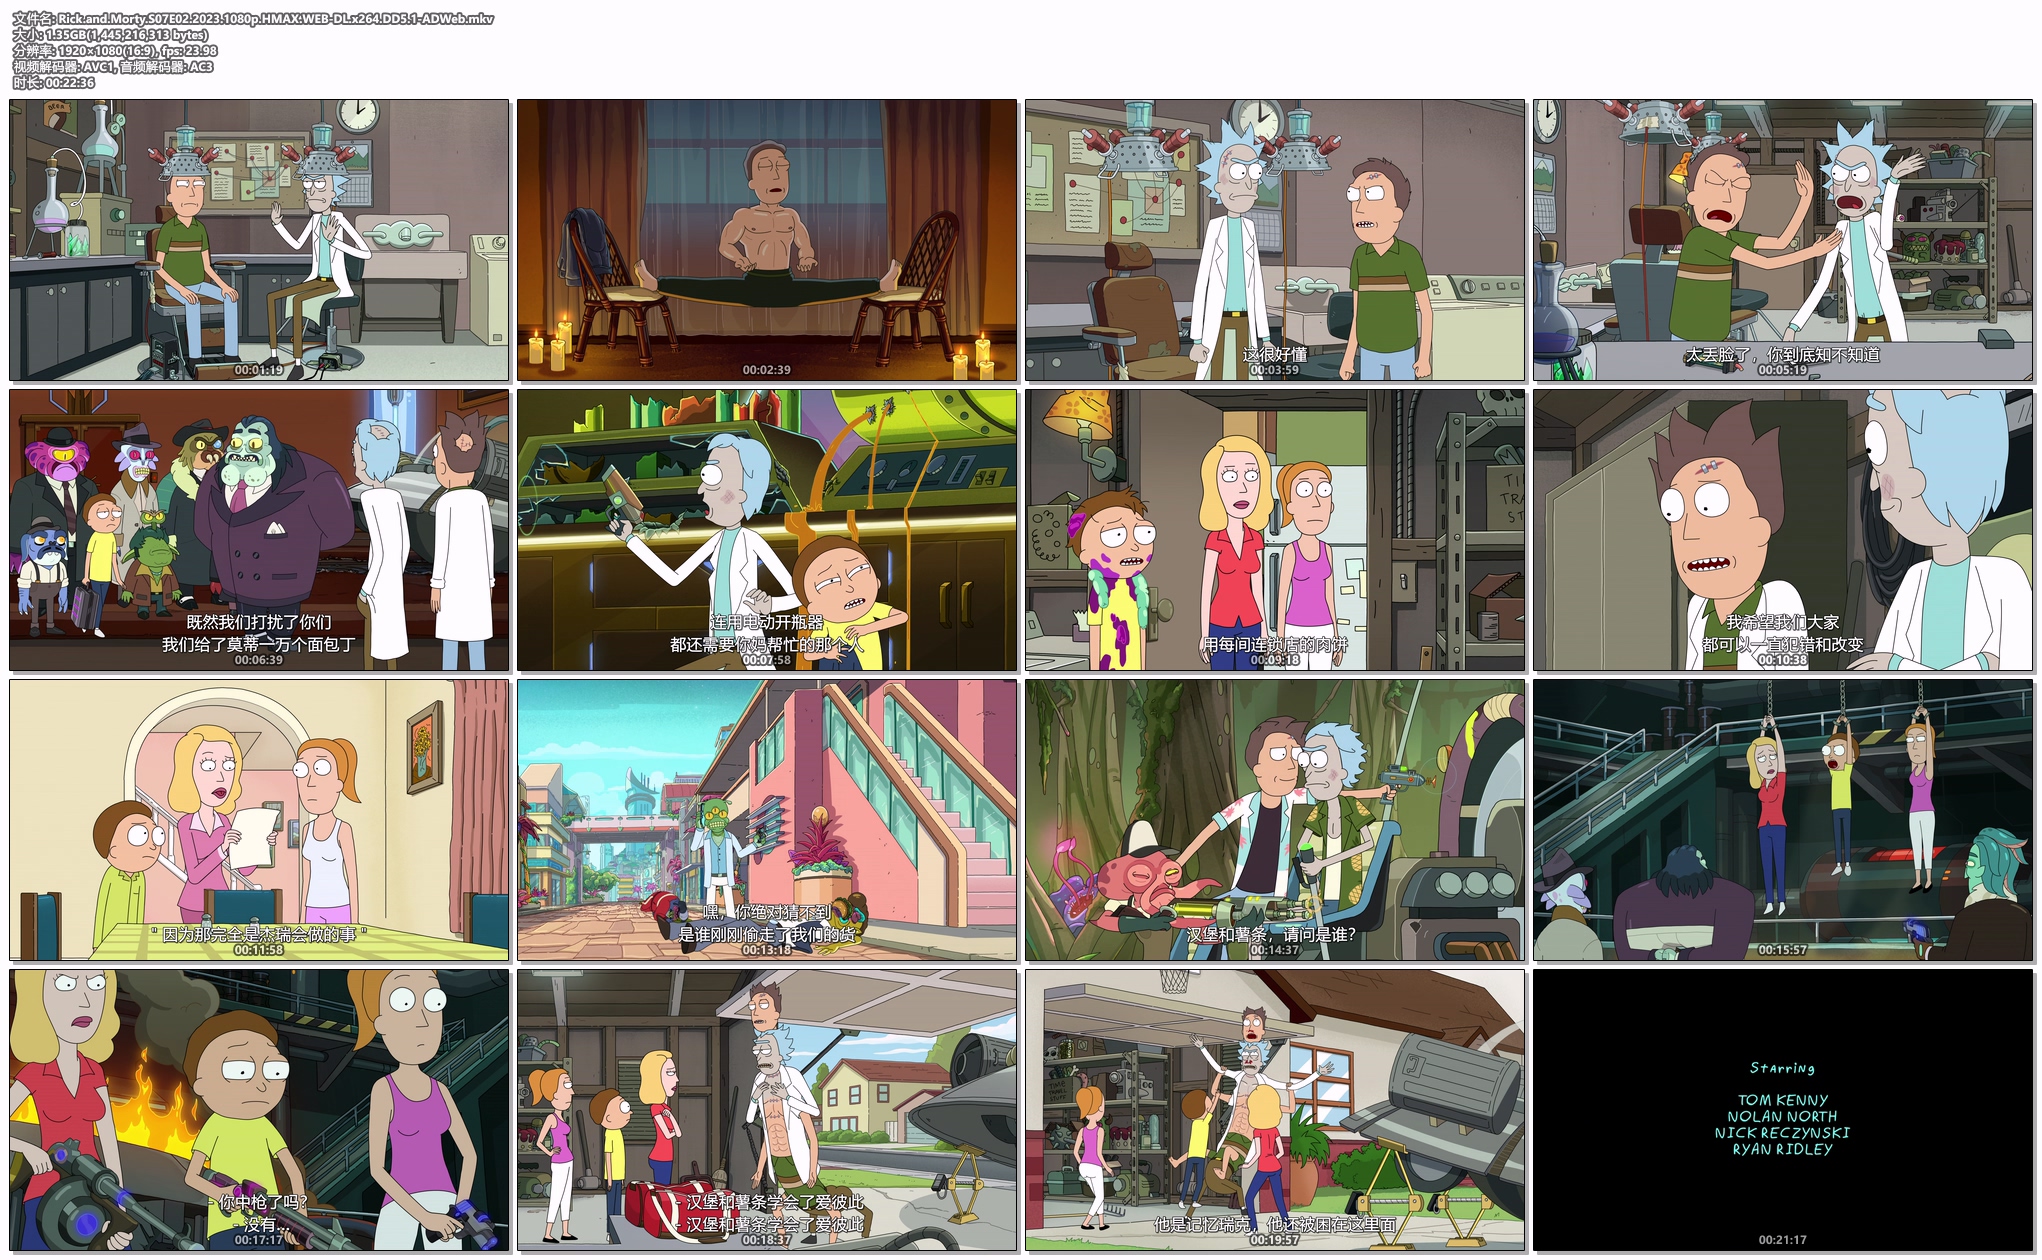 文件名: Rick.and.Morty.S07E02.2023.1080p.HMAX.WEB-DL.x264.DD5.1-ADWeb.mkv
大小: 1.35GB(1,445,216,313 bytes)
分辨率: 1920×1080(16:9), fps: 23.98
视频解码器: AVC1, 音频解码器: AC3
时长: 00:22:36
00:01:19
00:02:39
这很好懂
00:03:59
太丢脸了，你到底知不知道
00:05:19
既然我们打扰了你们
我们给了莫蒂一万个面包丁
00:06:39
连用电动开瓶器
都还需要你妈帮忙的那个人
00:07:58
用每间连锁店的肉饼
00:09:18
我希望我们大家
都可以一直犯错和改变
00:10:38
"因为那完全是杰瑞会做的事"
00:11:58
嘿，你绝对猜不到
是谁刚刚偷走了我们的货
00:13:18
汉堡和薯条，请问是谁？
00:14:37
00:15:57
- 你中枪了吗？
- 没有…
00:17:17
- 汉堡和薯条学会了爱彼此
- 汉堡和薯条学会了爱彼此
00:18:37
TIME
TRAVEL
STUFF
他是记忆瑞克，他还被困在这里面
00:19:57
Starring
TOM KENNY
NOLAN NORTH
NICK RECZYNSKI
RYAN RIDLEY
00:21:17